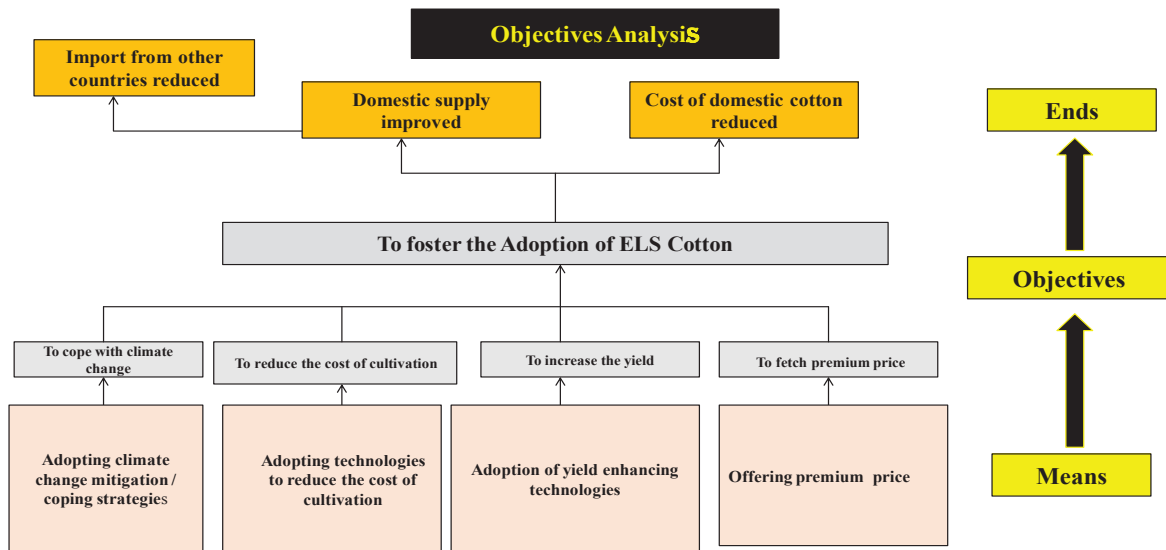 Objectives Analysis
Import from other
countries reduced
Domestic supply
improved
Cost of domestic cotton
reduced
Ends
To foster the Adoption of ELS Cotton
Objectives
To cope with climate
change
To reduce the cost of cultivation
To increase the yield
To fetch premium price
Adopting climate
change mitigation /
coping strategies
Adopting technologies
to reduce the cost of
cultivation
Adoption of yield enhancing
technologies
Offering premium price
Means